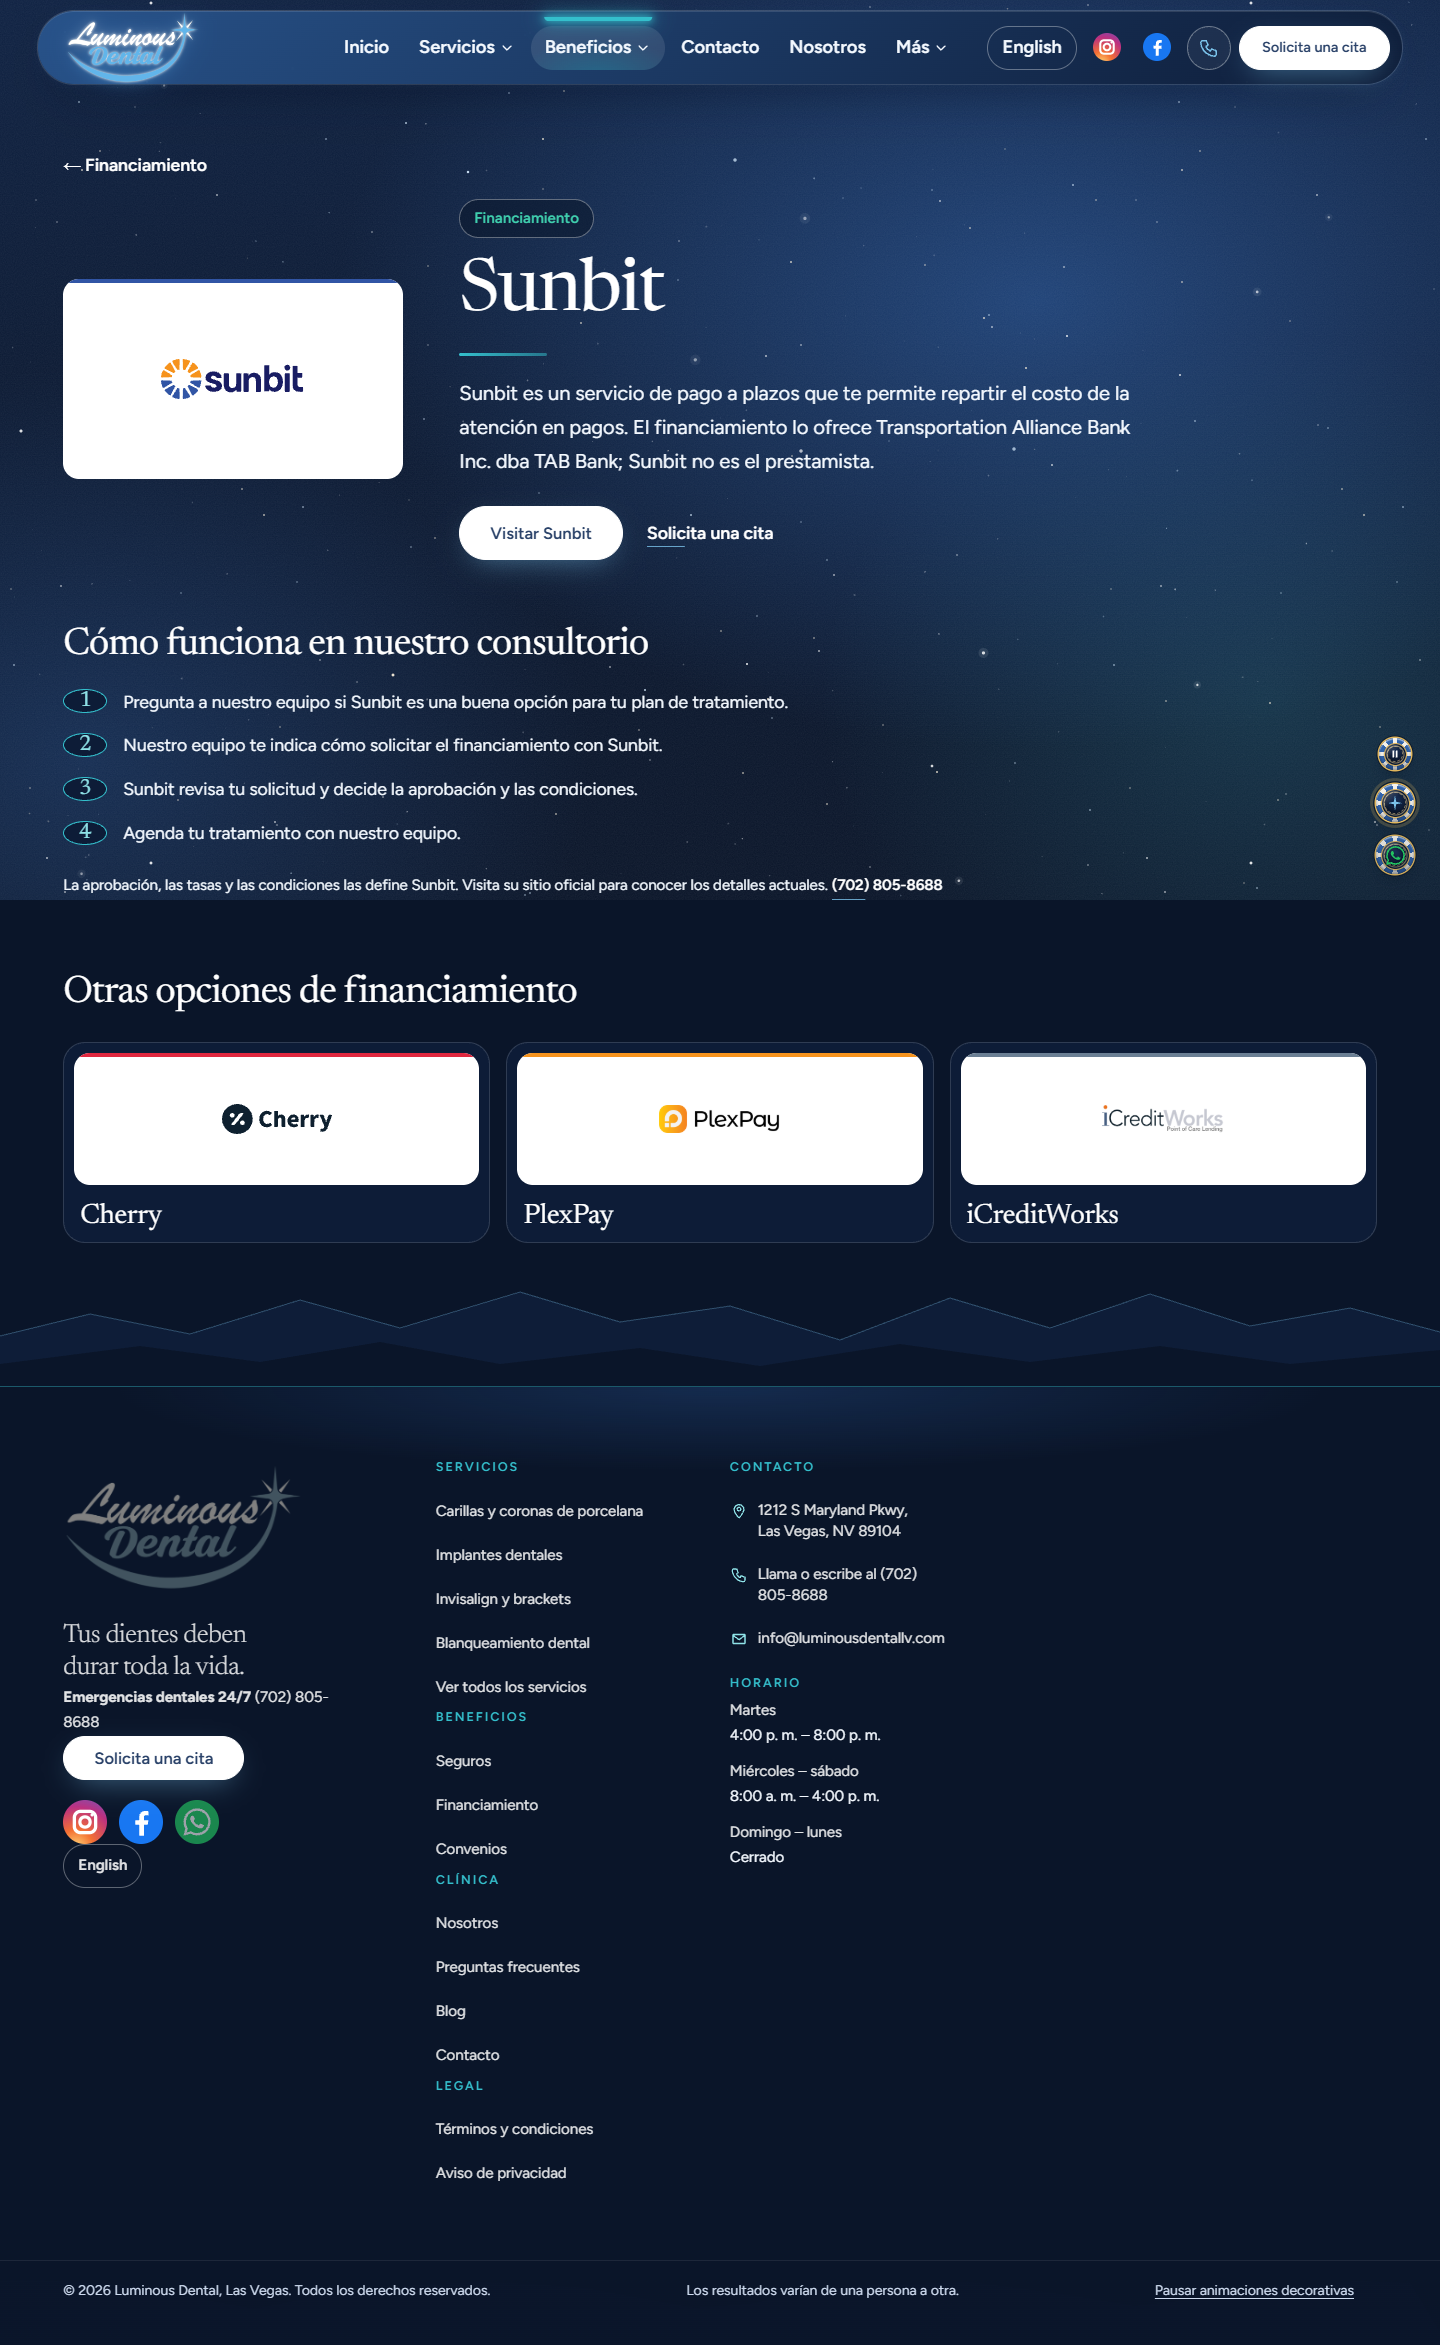 Luminous Dental
Inicio
Servicios
Beneficios
Contacto
Nosotros
Más
English
Solicita una cita
← Financiamiento
Financiamiento
Sunbit
sunbit
Sunbit es un servicio de pago a plazos que te permite repartir el costo de la
atención en pagos. El financiamiento lo ofrece Transportation Alliance Bank
Inc. dba TAB Bank; Sunbit no es el prestamista.
Visitar Sunbit
Solicita una cita
Cómo funciona en nuestro consultorio
1 Pregunta a nuestro equipo si Sunbit es una buena opción para tu plan de tratamiento.
2 Nuestro equipo te indica cómo solicitar el financiamiento con Sunbit.
3 Sunbit revisa tu solicitud y decide la aprobación y las condiciones.
4 Agenda tu tratamiento con nuestro equipo.
La aprobación, las tasas y las condiciones las define Sunbit. Visita su sitio oficial para conocer los detalles actuales. (702) 805-8688
Otras opciones de financiamiento
Cherry
PlexPay
iCreditWorks
Point of Care Lending
Cherry
PlexPay
iCreditWorks
Luminous
Dental
Tus dientes deben
durar toda la vida.
Emergencias dentales 24/7 (702) 805-
8688
Solicita una cita
English
SERVICIOS
Carillas y coronas de porcelana
Implantes dentales
Invisalign y brackets
Blanqueamiento dental
Ver todos los servicios
BENEFICIOS
Seguros
Financiamiento
Convenios
CLÍNICA
Nosotros
Preguntas frecuentes
Blog
Contacto
LEGAL
Términos y condiciones
Aviso de privacidad
CONTACTO
1212 S Maryland Pkwy,
Las Vegas, NV 89104
Llama o escribe al (702)
805-8688
info@luminousdentallv.com
HORARIO
Martes
4:00 p. m. – 8:00 p. m.
Miércoles – sábado
8:00 a. m. – 4:00 p. m.
Domingo – lunes
Cerrado
© 2026 Luminous Dental, Las Vegas. Todos los derechos reservados.
Los resultados varían de una persona a otra.
Pausar animaciones decorativas